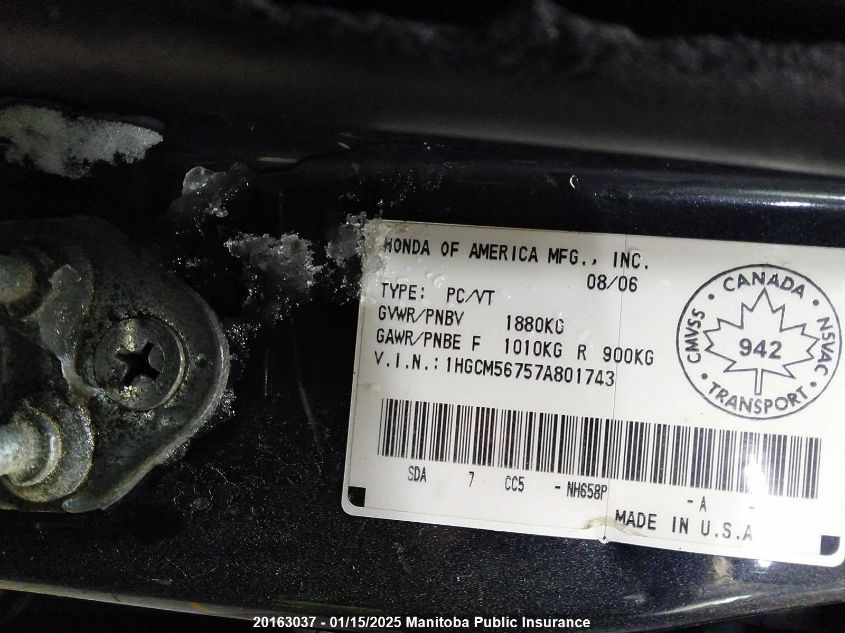 HONDA OF AMERICA MFG., INC.
08/06
TYPE: PC/VT
GVWR/PNBV 1880KG
GAWR/PNBE F 1010KG R 900KG
V.I.N.: 1HGCM56757A801743
CANADA
CMVSS
NSVAC
942
TRANSPORT
SDA 7 CC5 - NH658P - A -
MADE IN U.S.A
20163037 - 01/15/2025 Manitoba Public Insurance